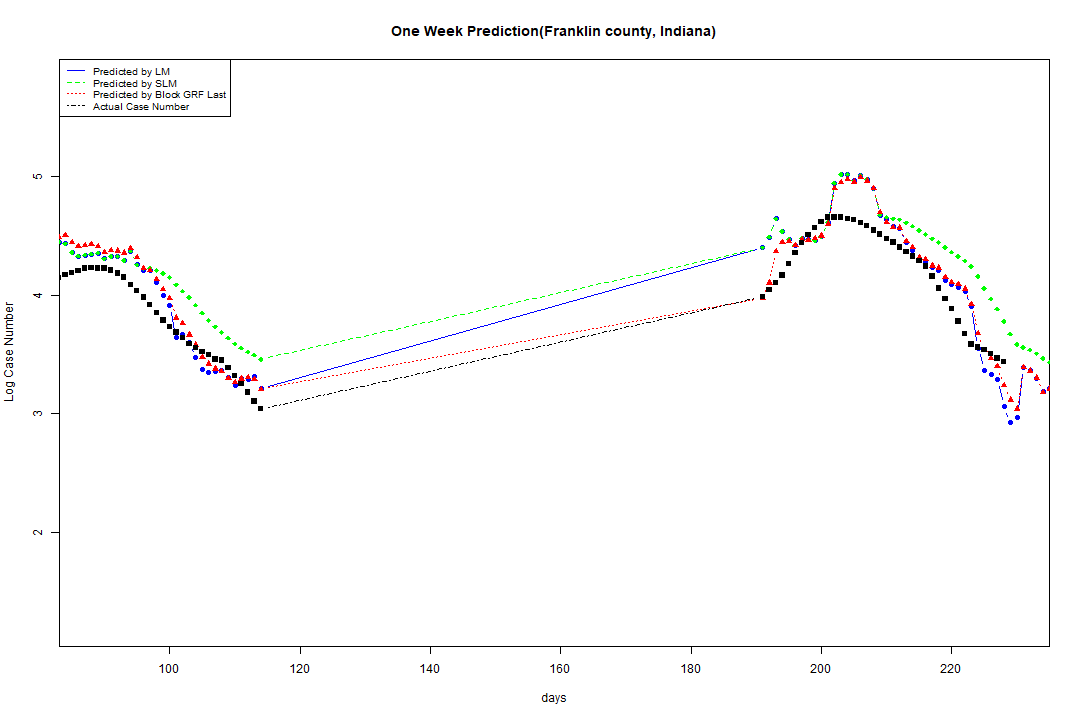 One Week Prediction(Franklin county, Indiana)
Predicted by LM
Predicted by SLM
Predicted by Block GRF Last
Actual Case Number
5
4
3
2
Log Case Number
100
120
140
160
180
200
220
days